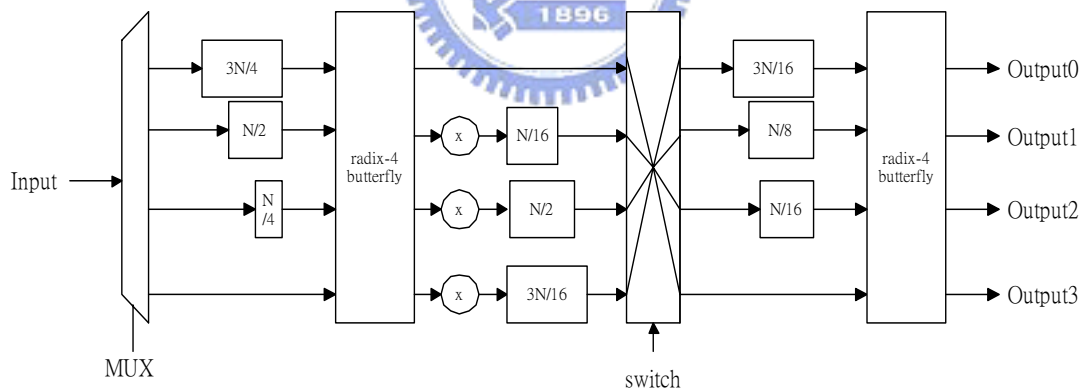 1896
3N/4
3N/16
Output0
N/2
x
N/16
N/8
Output1
radix-4
butterfly
radix-4
butterfly
Input
N
/4
x
N/2
N/16
Output2
x
3N/16
Output3
MUX
switch